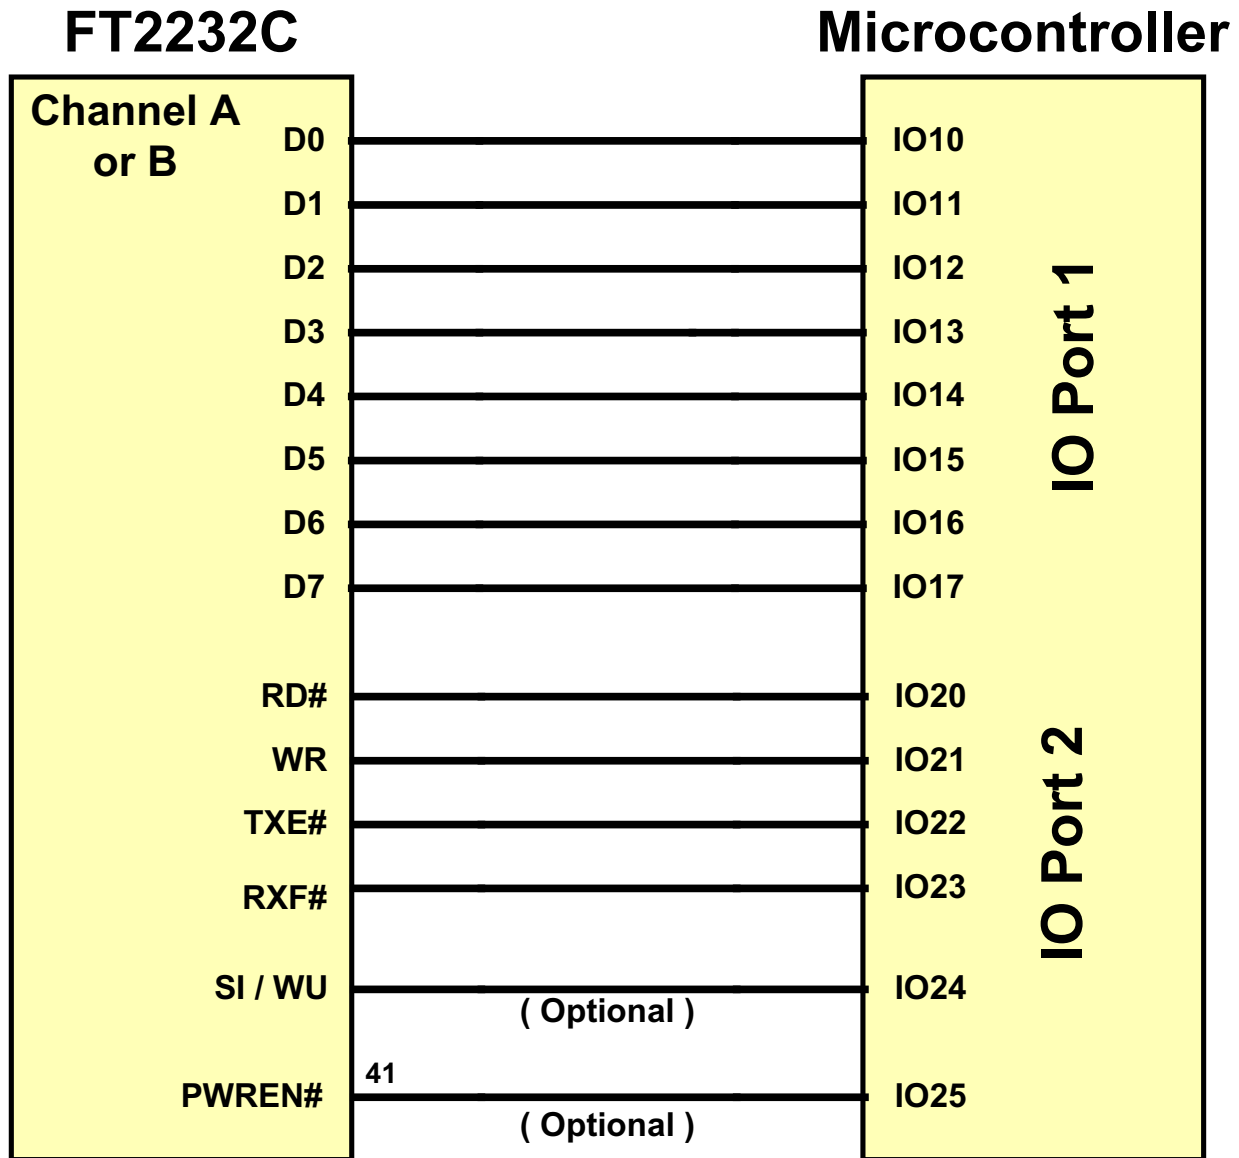 FT2232C Microcontroller
Channel A
or B
D0 IO10
D1 IO11
D2 IO12
D3 IO13
D4 IO14
D5 IO15
D6 IO16
D7 IO17
IO Port 1
RD# IO20
WR IO21
TXE# IO22
RXF# IO23
SI / WU ( Optional ) IO24
PWREN# 41 ( Optional ) IO25
IO Port 2